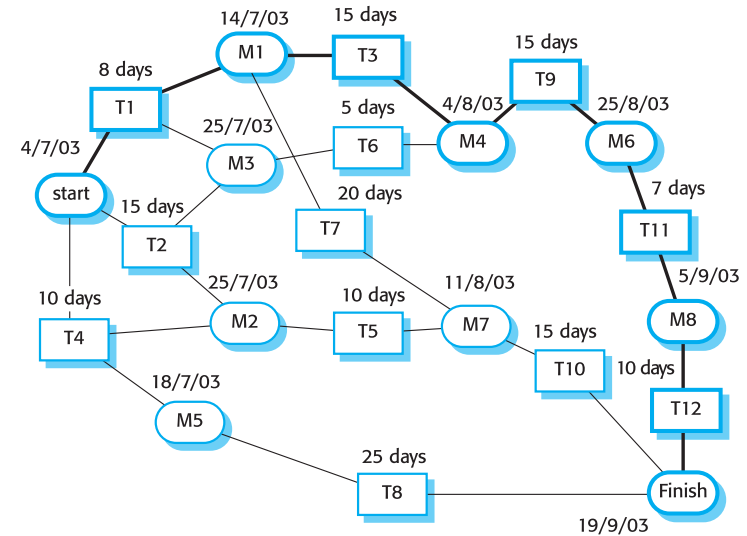 14/7/03
15 days
M1
T3
15 days
8 days
T9
T1
5 days
4/8/03
25/8/03
4/7/03
25/7/03
M3
T6
M4
M6
start
15 days
20 days
7 days
T2
T7
T11
10 days
25/7/03
10 days
11/8/03
5/9/03
T4
M2
T5
M7
15 days
M8
18/7/03
T10
10 days
M5
T12
25 days
T8
Finish
19/9/03